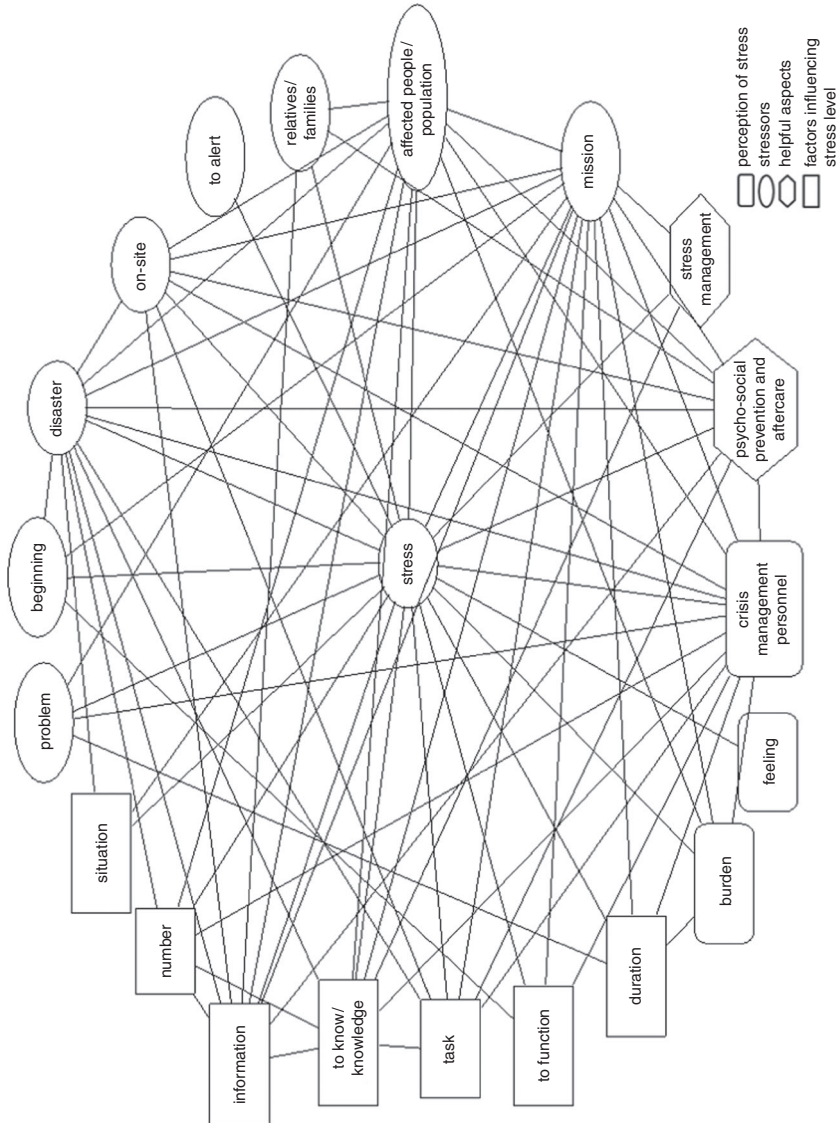 affected people/
population
relatives/
families
to alert
mission
on-site
stress
management
disaster
psycho-social
prevention and
aftercare
beginning
stress
crisis
management
personnel
problem
feeling
situation
burden
number
duration
information
to know/
knowledge
task
to function
perception of stress
stressors
helpful aspects
factors influencing
stress level